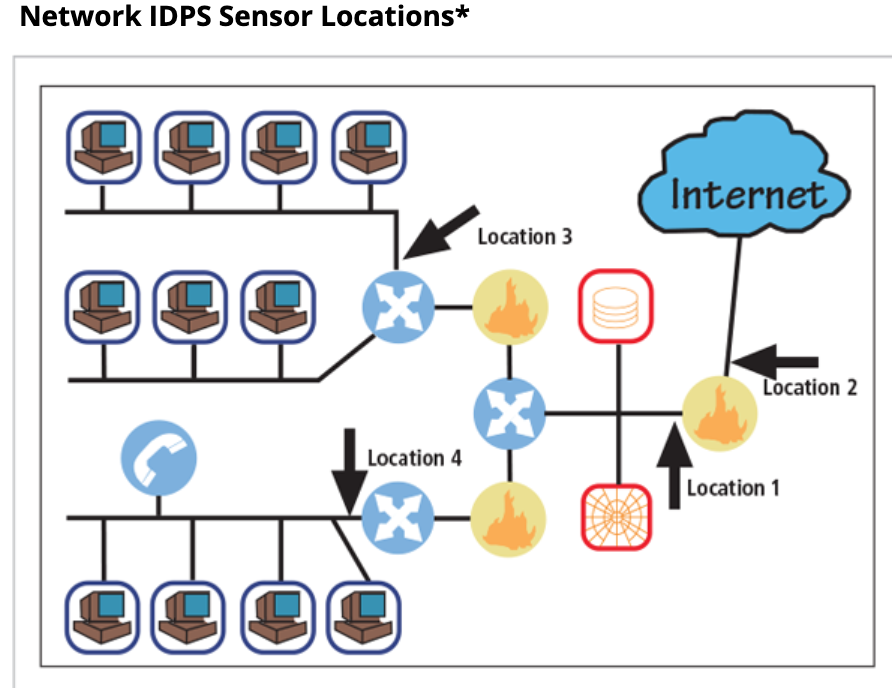 Network IDPS Sensor Locations*
Internet
Location 3
Location 2
Location 4
Location 1